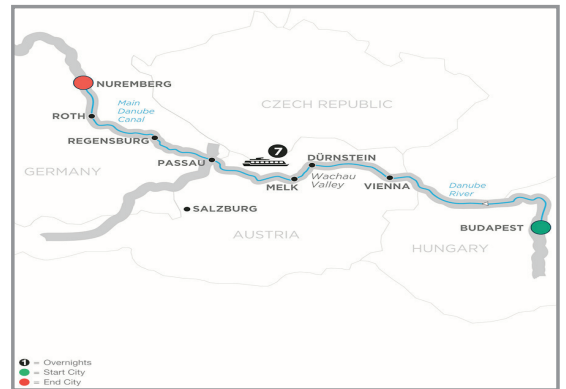 NUREMBERG
Main
Danube
Canal
ROTH
CZECH REPUBLIC
REGENSBURG
7
DÜRNSTEIN
PASSAU
GERMANY
Wachau
Valley
MELK
VIENNA
Danube
River
SALZBURG
BUDAPEST
AUSTRIA
HUNGARY
1 = Overnights
= Start City
= End City